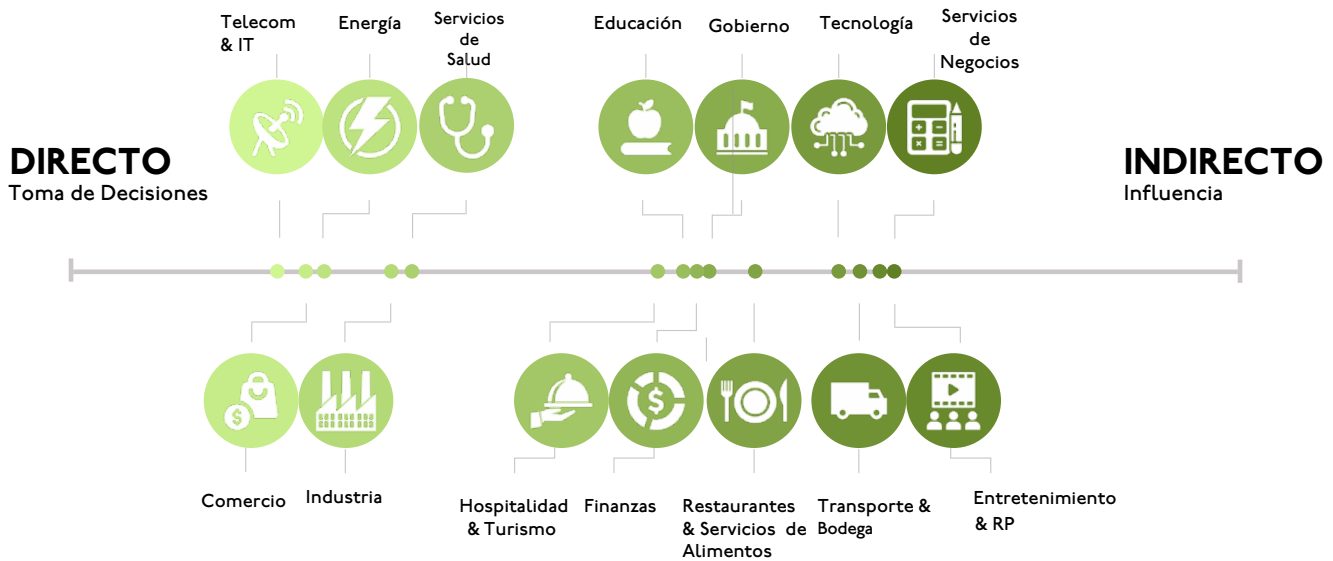 Telecom
& IT
Energía
Servicios
de
Salud
Educación
Gobierno
Tecnología
Servicios
de
Negocios
DIRECTO
Toma de Decisiones
INDIRECTO
Influencia
$
$
Comercio
Industria
Hospitalidad
& Turismo
Finanzas
Restaurantes
& Servicios de
Alimentos
Transporte &
Bodega
Entretenimiento
& RP